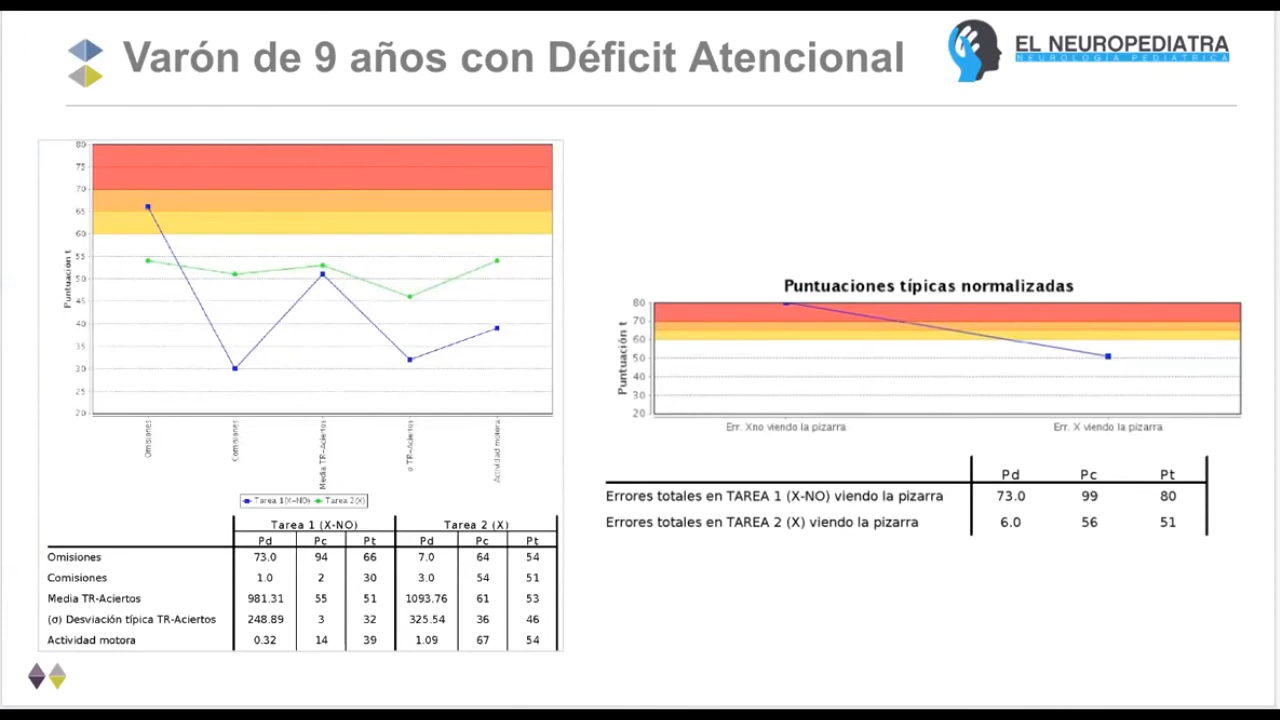 Varón de 9 años con Déficit Atencional
EL NEUROPEDIATRA
NEUROLOGÍA PEDIÁTRICA
80
75
70
65
60
55
50
45
40
35
30
25
20
Puntuación t
Omisiones
Comisiones
Media TR-Aciertos
σ TR-Aciertos
Actividad motora
Tarea 1(X-NO) Tarea 2(X)
Tarea 1 (X-NO) Tarea 2 (X)
Pd Pc Pt Pd Pc Pt
Omisiones 73.0 94 66 7.0 64 54
Comisiones 1.0 2 30 3.0 54 51
Media TR-Aciertos 981.31 55 51 1093.76 61 53
(σ) Desviación típica TR-Aciertos 248.89 3 32 325.54 36 46
Actividad motora 0.32 14 39 1.09 67 54
Puntuaciones típicas normalizadas
80
70
60
50
40
30
20
Puntuación t
Err. Xno viendo la pizarra Err. X viendo la pizarra
Pd Pc Pt
Errores totales en TAREA 1 (X-NO) viendo la pizarra 73.0 99 80
Errores totales en TAREA 2 (X) viendo la pizarra 6.0 56 51